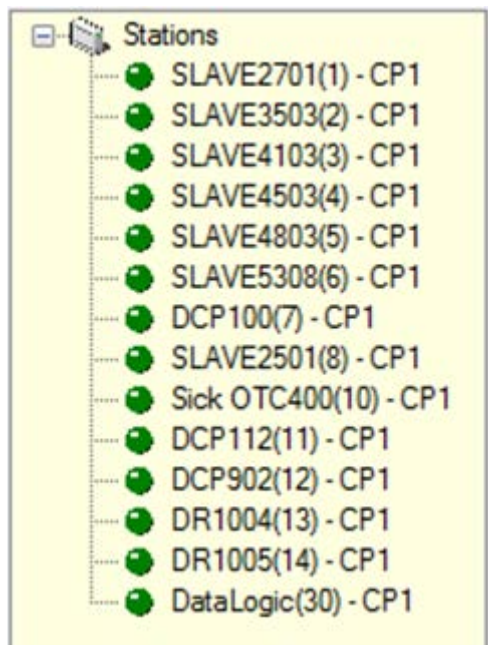 Stations
SLAVE2701(1) - CP1
SLAVE3503(2) - CP1
SLAVE4103(3) - CP1
SLAVE4503(4) - CP1
SLAVE4803(5) - CP1
SLAVE5308(6) - CP1
DCP100(7) - CP1
SLAVE2501(8) - CP1
Sick OTC400(10) - CP1
DCP112(11) - CP1
DCP902(12) - CP1
DR1004(13) - CP1
DR1005(14) - CP1
DataLogic(30) - CP1